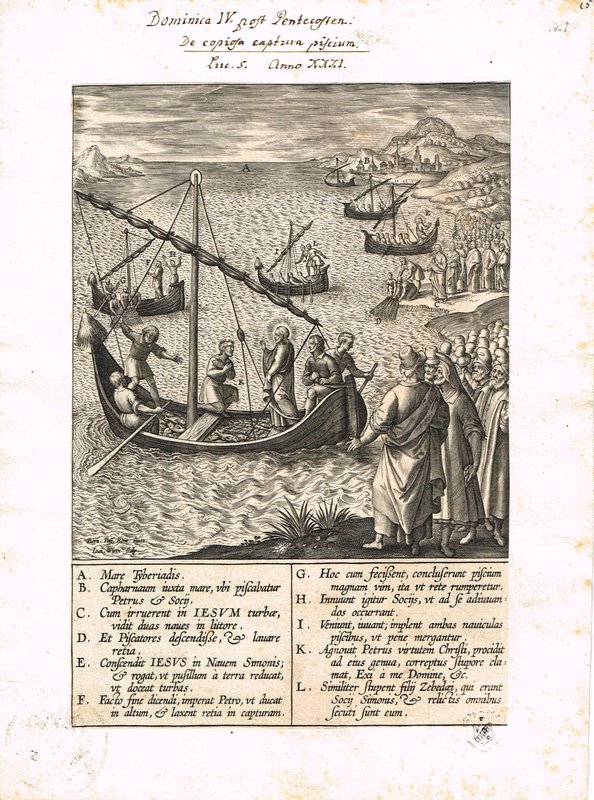 Dominica IV. post Pentecosten.
De copiosa captura piscium.
Luc. 5. Anno XXXI.
A
B
C
D
H
I
K
A. Mare Tyberiadis.
B. Capharnaum iuxta mare, vbi piscabatur
Petrus & Socij.
C. Cum irruerent in IESVM turbæ,
vidit duas naues in littore.
D. Et Piscatores descendisse, & lauare
retia.
E. Conscendit IESVS in Nauem Simonis;
& rogat, vt pusillum à terra reducat,
vt doceat turbas.
F. Facto fine dicendi, imperat Petro, vt ducat
in altum, & laxent retia in capturam.
G. Hoc cum fecissent, concluserunt piscium
magnam vim, ita vt rete rumperetur.
H. Innuunt igitur Socijs, vt ad se adiuuan-
dos occurrant.
I. Veniunt, iuuant; implent ambas nauiculas
piscibus, vt pene mergantur.
K. Agnouit Petrus virtutem Christi, procidit
ad eius genua, correptus stupore cla-
mat, Exi a me Domine, &c.
L. Similiter stupent filij Zebedęi, qui erant
Socij Simonis, & relictis omnibus
secuti sunt eum.